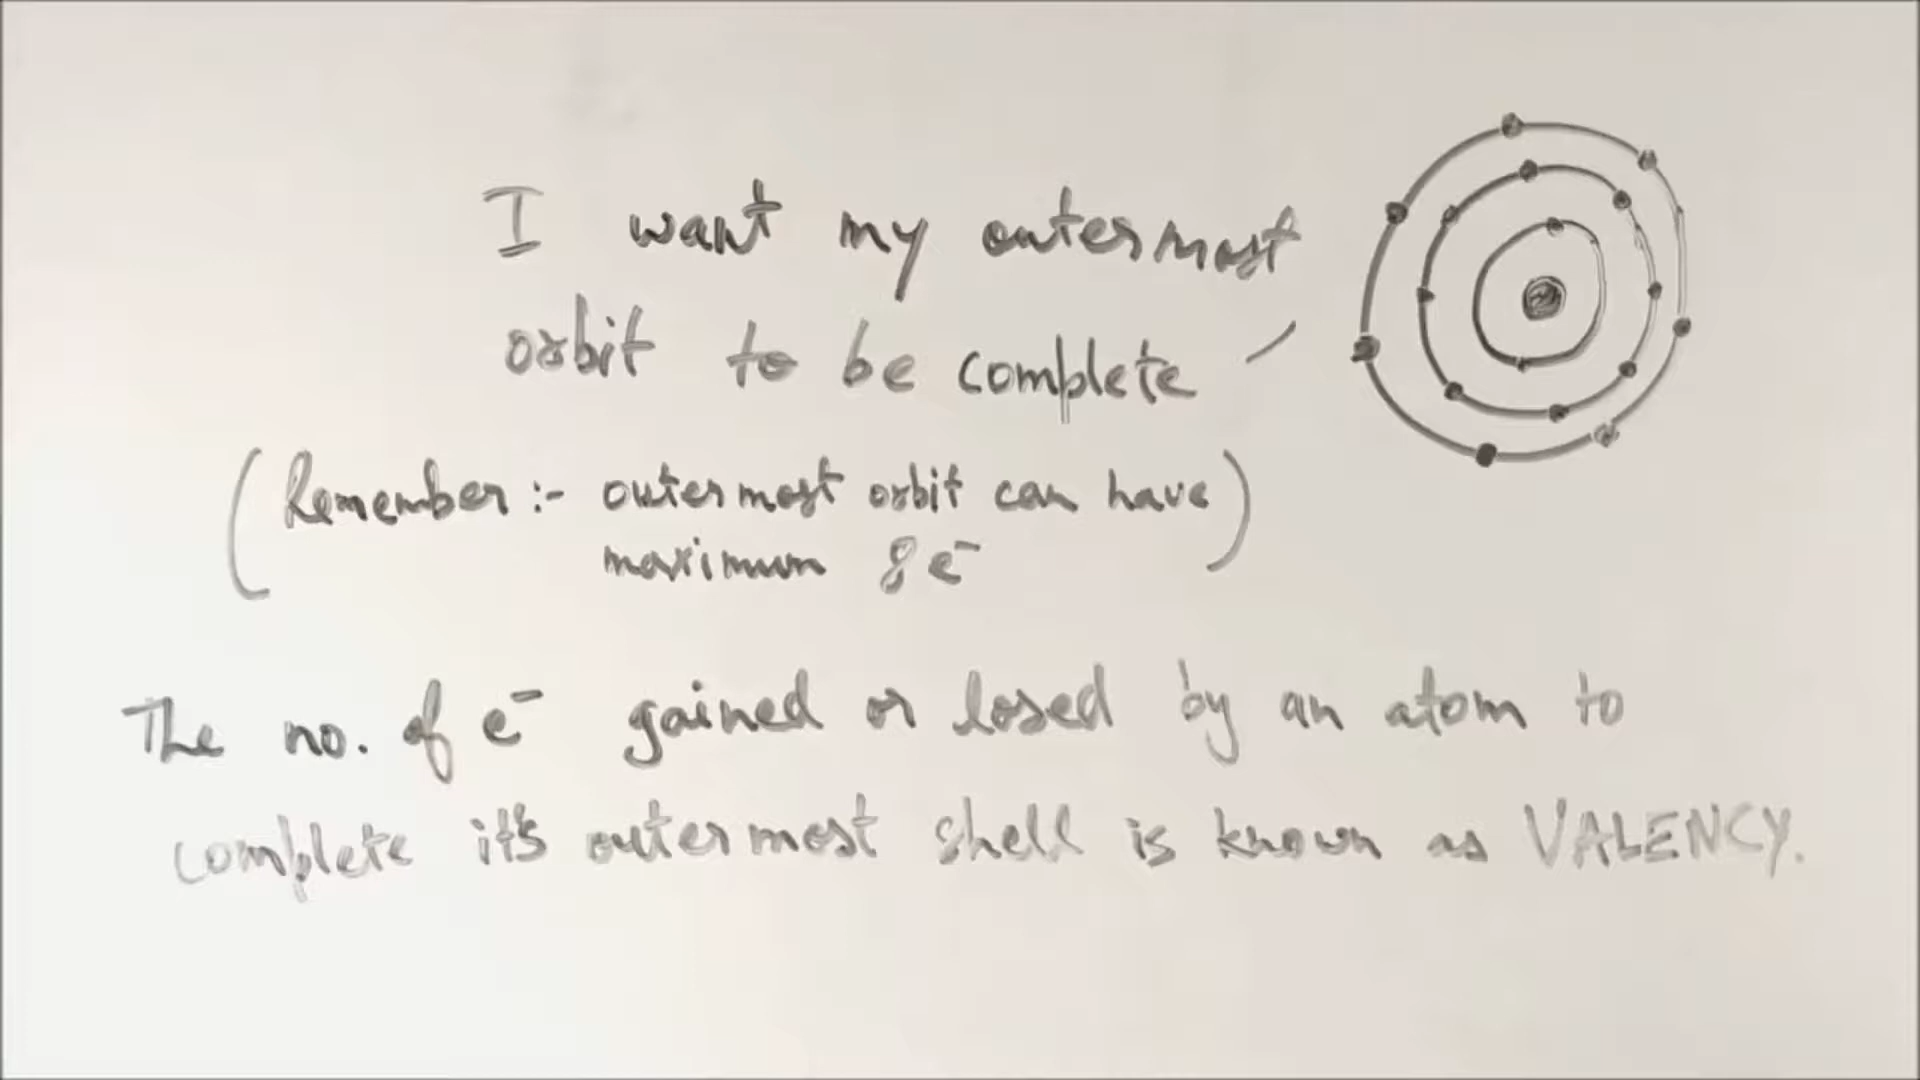 I want my outermost
orbit to be complete
(Remember :- outermost orbit can have)
maximum 8 e⁻
The no. of e⁻ gained or losed by an atom to
complete it's outermost shell is known as VALENCY.